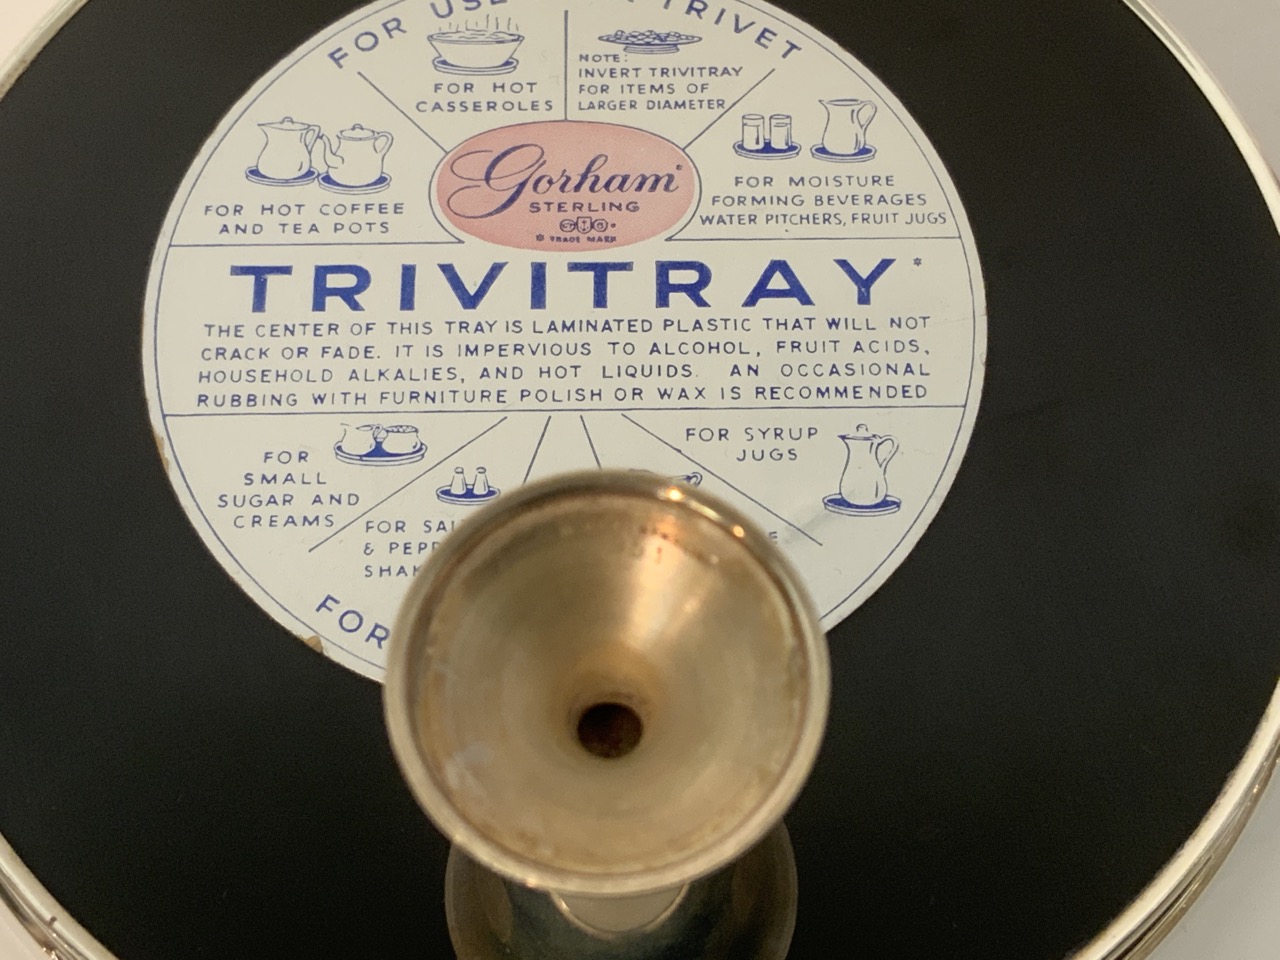 FOR USE
TRIVET
FOR HOT
CASSEROLES
NOTE:
INVERT TRIVITRAY
FOR ITEMS OF
LARGER DIAMETER
FOR HOT COFFEE
AND TEA POTS
Gorham
STERLING
® TRADE MARK
FOR MOISTURE
FORMING BEVERAGES
WATER PITCHERS, FRUIT JUGS
TRIVITRAY*
THE CENTER OF THIS TRAY IS LAMINATED PLASTIC THAT WILL NOT
CRACK OR FADE. IT IS IMPERVIOUS TO ALCOHOL, FRUIT ACIDS,
HOUSEHOLD ALKALIES, AND HOT LIQUIDS. AN OCCASIONAL
RUBBING WITH FURNITURE POLISH OR WAX IS RECOMMENDED
FOR
SMALL
SUGAR AND
CREAMS
FOR SAL
& PEPP
SHAK
FOR SYRUP
JUGS
FOR